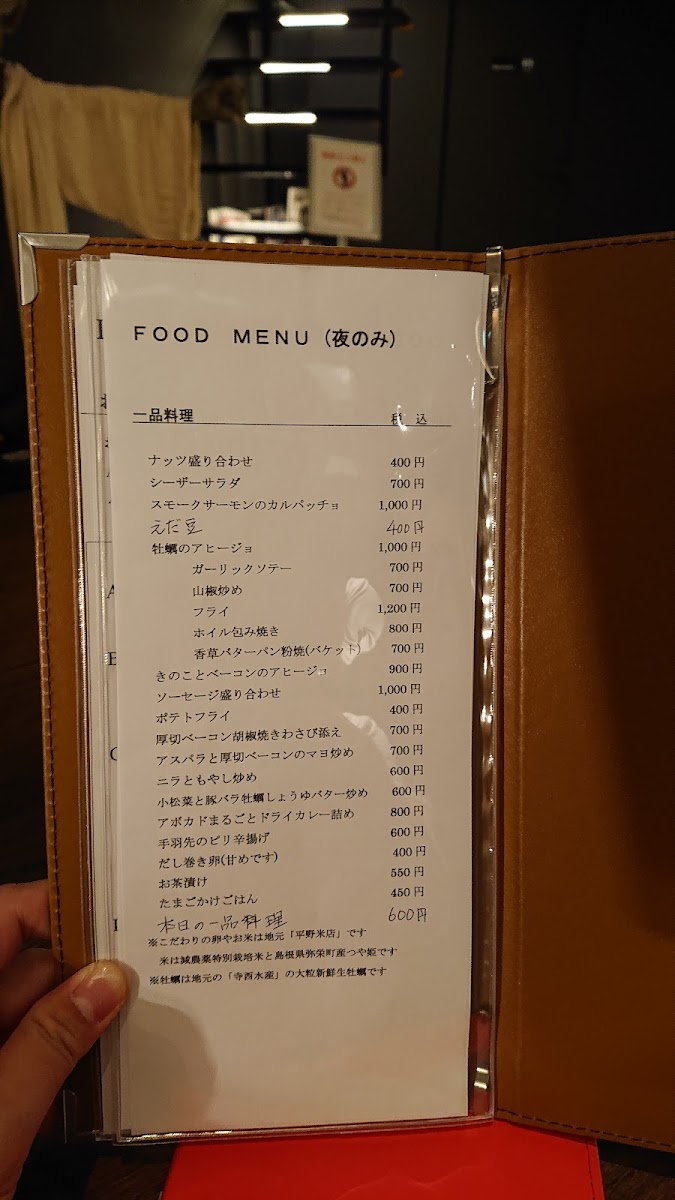 FOOD MENU (夜のみ)
一品料理 税込
ナッツ盛り合わせ 400円
シーザーサラダ 700円
スモークサーモンのカルパッチョ 1,000円
えだ豆 400円
牡蠣のアヒージョ 1,000円
ガーリックソテー 700円
山椒炒め 700円
フライ 1,200円
ホイル包み焼き 800円
香草バターパン粉焼(バケット) 700円
きのことベーコンのアヒージョ 900円
ソーセージ盛り合わせ 1,000円
ポテトフライ 400円
厚切ベーコン胡椒焼きわさび添え 700円
アスパラと厚切ベーコンのマヨ炒め 700円
ニラともやし炒め 600円
小松菜と豚バラ牡蠣しょうゆバター炒め 600円
アボカドまるごとドライカレー詰め 800円
手羽先のピリ辛揚げ 600円
だし巻き卵(甘めです) 400円
お茶漬け 550円
たまごかけごはん 450円
本日の一品料理 600円
※こだわりの卵やお米は地元「平野米店」です
米は減農薬特別栽培米と島根県弥栄町産つや姫です
※牡蠣は地元の「寺西水産」の大粒新鮮生牡蠣です